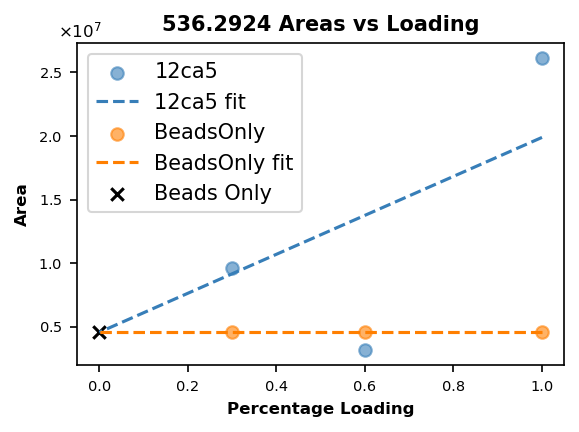 536.2924 Areas vs Loading
×10⁷
2.5
2.0
1.5
1.0
0.5
Area
12ca5
12ca5 fit
BeadsOnly
BeadsOnly fit
Beads Only
0.0 0.2 0.4 0.6 0.8 1.0
Percentage Loading